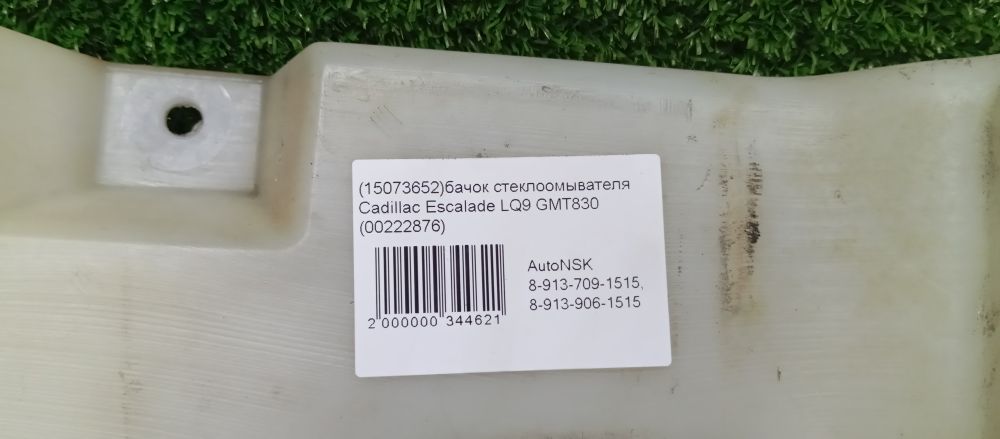 (15073652)бачок стеклоомывателя
Cadillac Escalade LQ9 GMT830
(00222876)
AutoNSK
8-913-709-1515,
8-913-906-1515
2 000000 344621